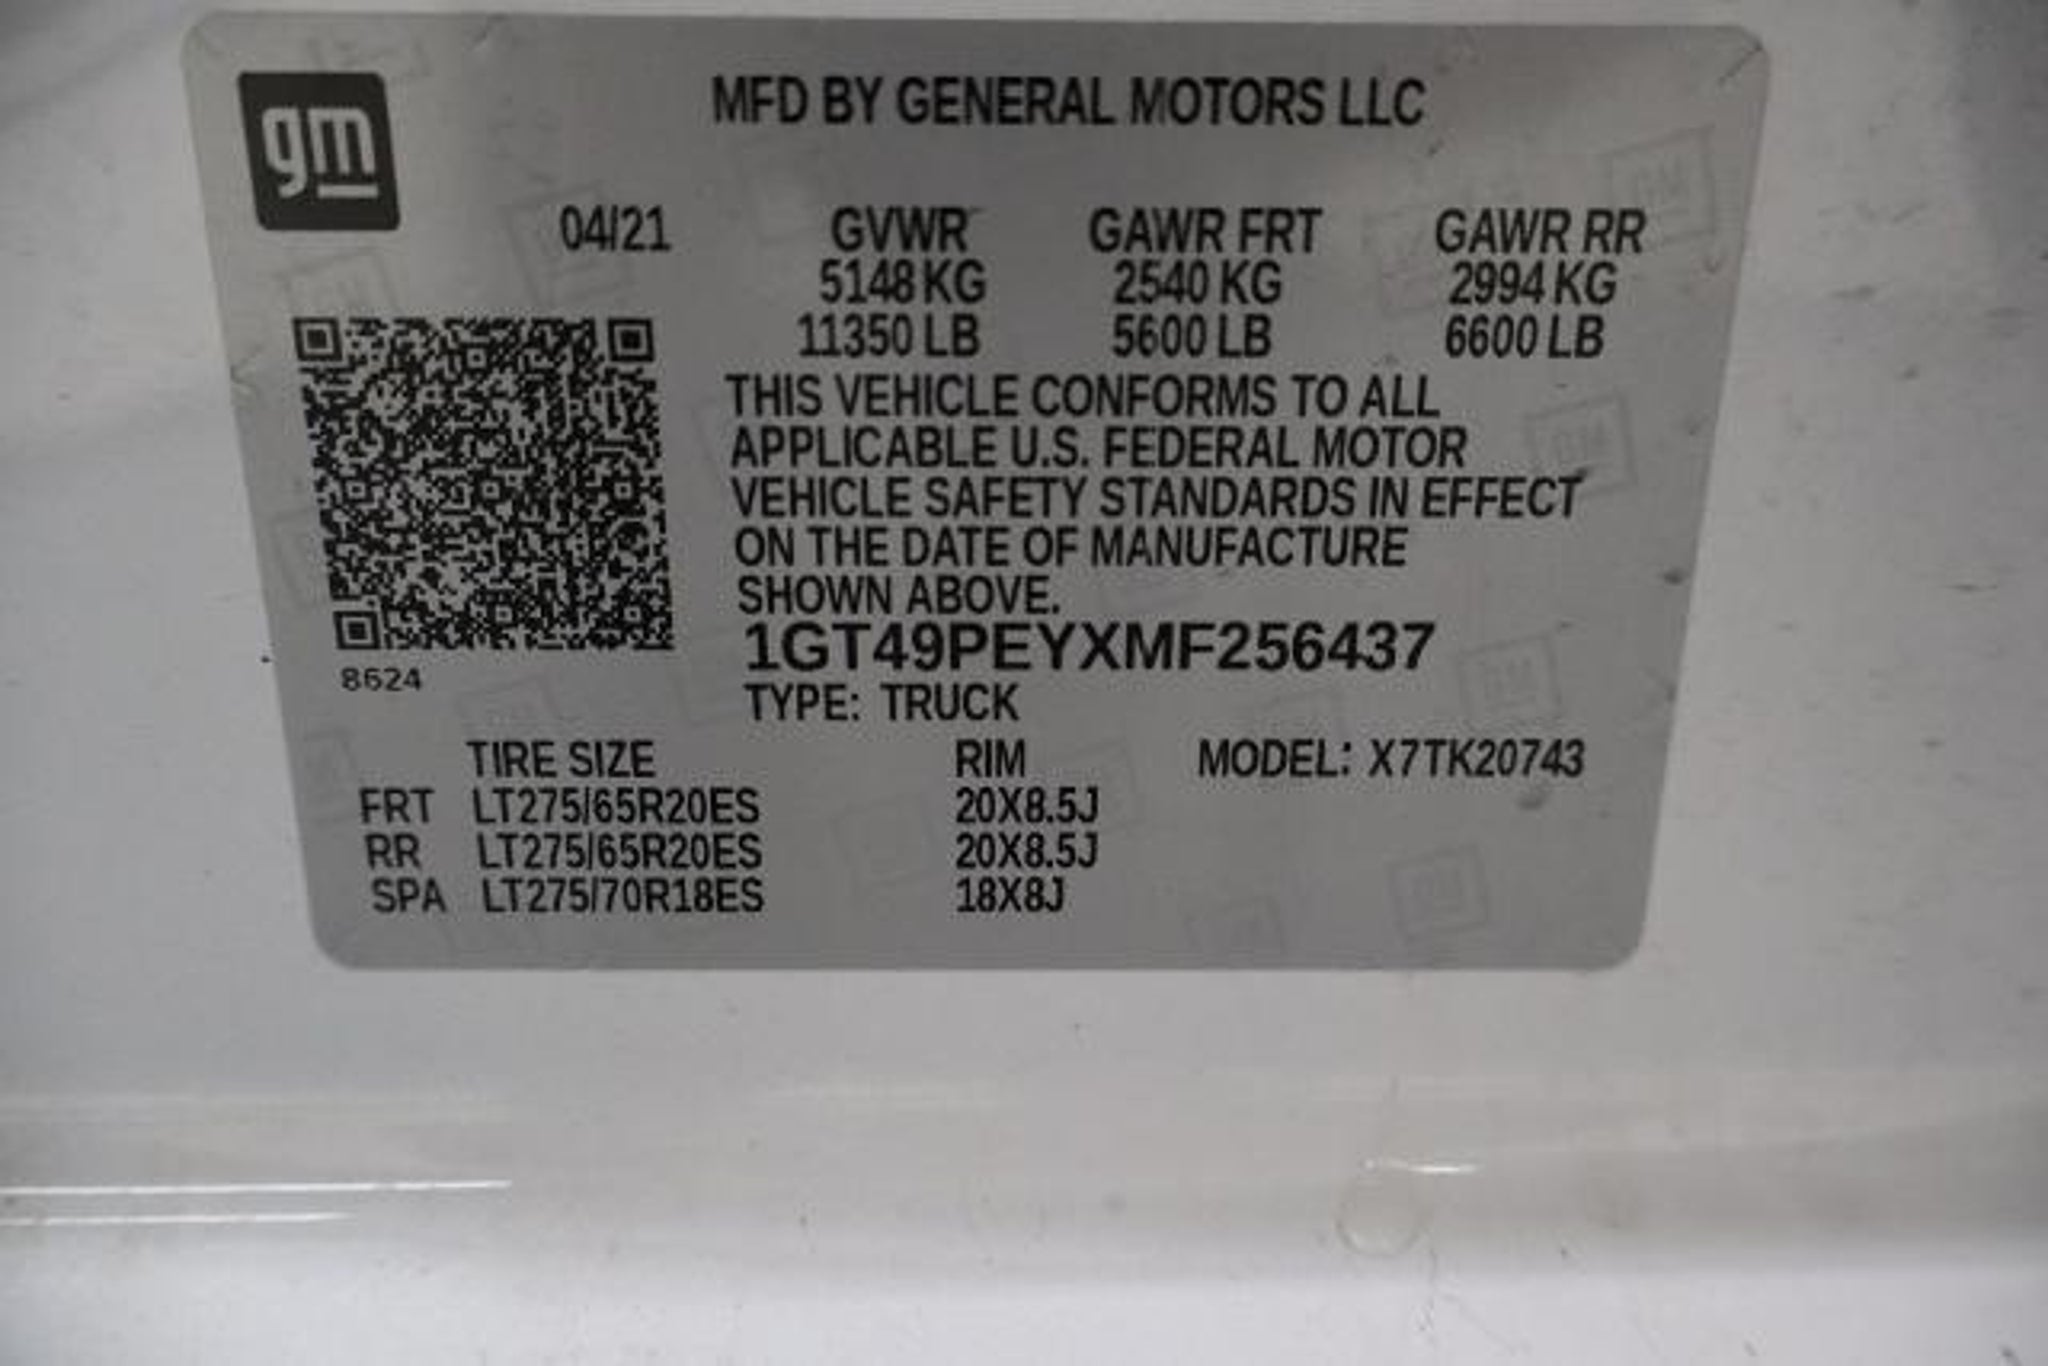 gm
MFD BY GENERAL MOTORS LLC
04/21 GVWR GAWR FRT GAWR RR
5148 KG 2540 KG 2994 KG
11350 LB 5600 LB 6600 LB
THIS VEHICLE CONFORMS TO ALL
APPLICABLE U.S. FEDERAL MOTOR
VEHICLE SAFETY STANDARDS IN EFFECT
ON THE DATE OF MANUFACTURE
SHOWN ABOVE.
1GT49PEYXMF256437
8624
TYPE: TRUCK
TIRE SIZE RIM MODEL: X7TK20743
FRT LT275/65R20ES 20X8.5J
RR LT275/65R20ES 20X8.5J
SPA LT275/70R18ES 18X8J